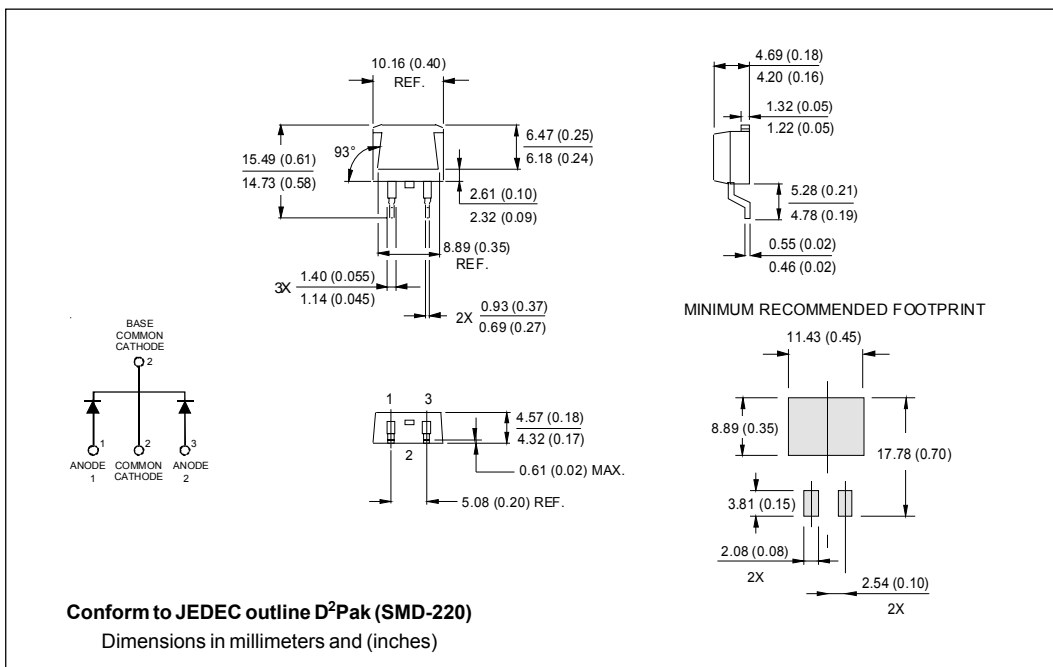 10.16 (0.40)
REF.
4.69 (0.18)
4.20 (0.16)
1.32 (0.05)
1.22 (0.05)
93°
15.49 (0.61)
14.73 (0.58)
6.47 (0.25)
6.18 (0.24)
2.61 (0.10)
2.32 (0.09)
5.28 (0.21)
4.78 (0.19)
8.89 (0.35)
REF.
0.55 (0.02)
0.46 (0.02)
3X 1.40 (0.055)
1.14 (0.045)
2X 0.93 (0.37)
0.69 (0.27)
MINIMUM RECOMMENDED FOOTPRINT
11.43 (0.45)
8.89 (0.35)
17.78 (0.70)
3.81 (0.15)
2.08 (0.08)
2X
2.54 (0.10)
2X
BASE
COMMON
CATHODE
2
1 2 3
ANODE COMMON ANODE
1 CATHODE 2
1 3
2
4.57 (0.18)
4.32 (0.17)
0.61 (0.02) MAX.
5.08 (0.20) REF.
Conform to JEDEC outline D²Pak (SMD-220)
Dimensions in millimeters and (inches)